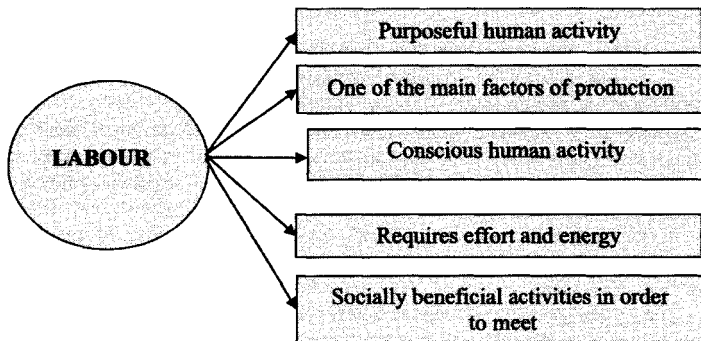 Purposeful human activity
One of the main factors of production
LABOUR
Conscious human activity
Requires effort and energy
Socially beneficial activities in order
to meet